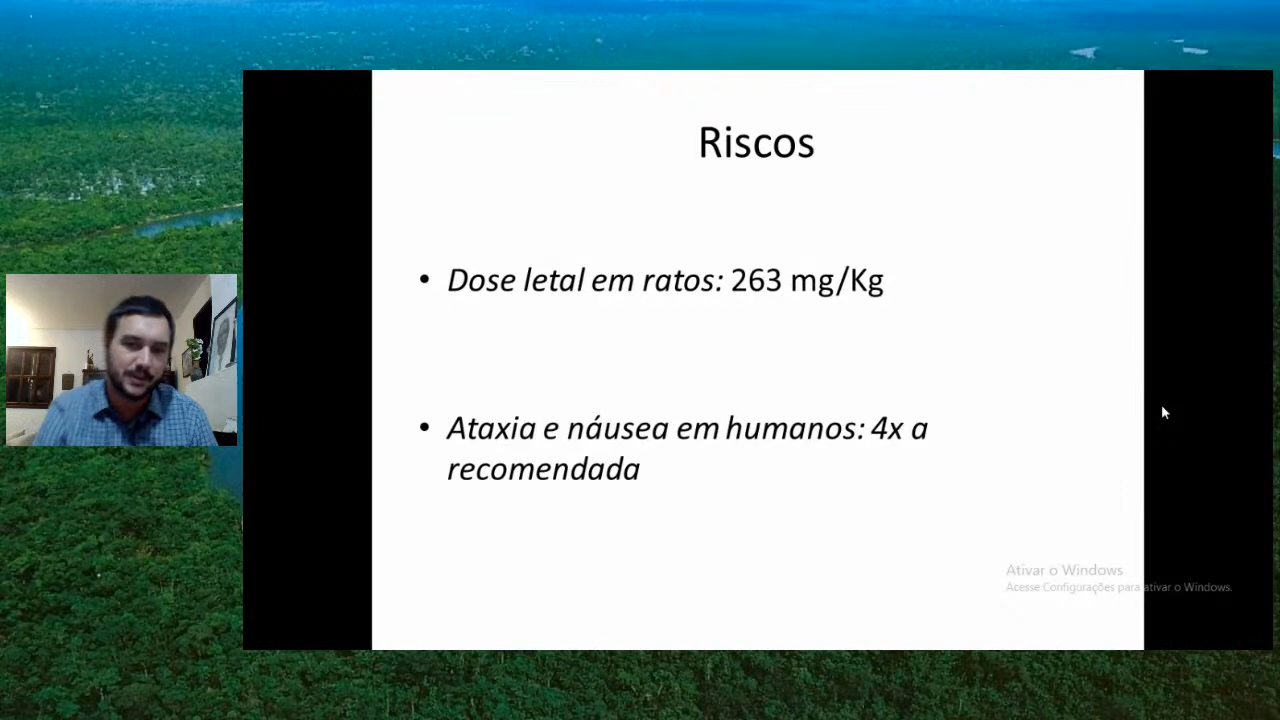 Riscos
• Dose letal em ratos: 263 mg/Kg
• Ataxia e náusea em humanos: 4x a
recomendada
Ativar o Windows
Acesse Configurações para ativar o Windows.